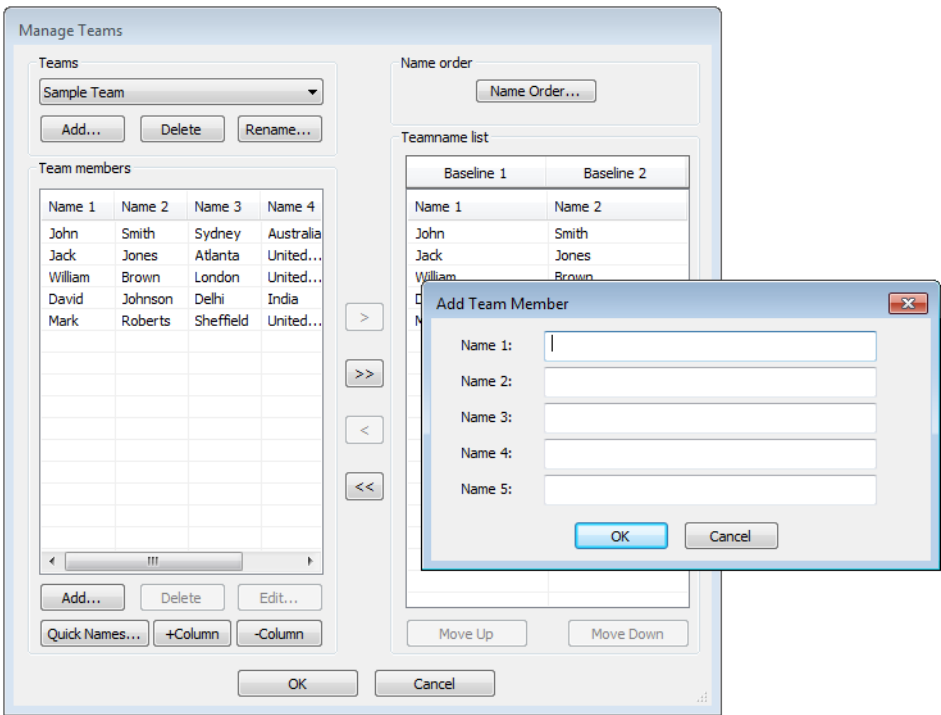 Manage Teams
Teams
Sample Team
Add... Delete Rename...
Team members
Name 1 Name 2 Name 3 Name 4
John Smith Sydney Australia
Jack Jones Atlanta United...
William Brown London United...
David Johnson Delhi India
Mark Roberts Sheffield United...
Add... Delete Edit...
Quick Names... +Column -Column
>
>>
<
<<
Name order
Name Order...
Teamname list
Baseline 1 Baseline 2
Name 1 Name 2
John Smith
Jack Jones
William Brown
Move Up Move Down
OK Cancel
Add Team Member
Name 1:
Name 2:
Name 3:
Name 4:
Name 5:
OK Cancel